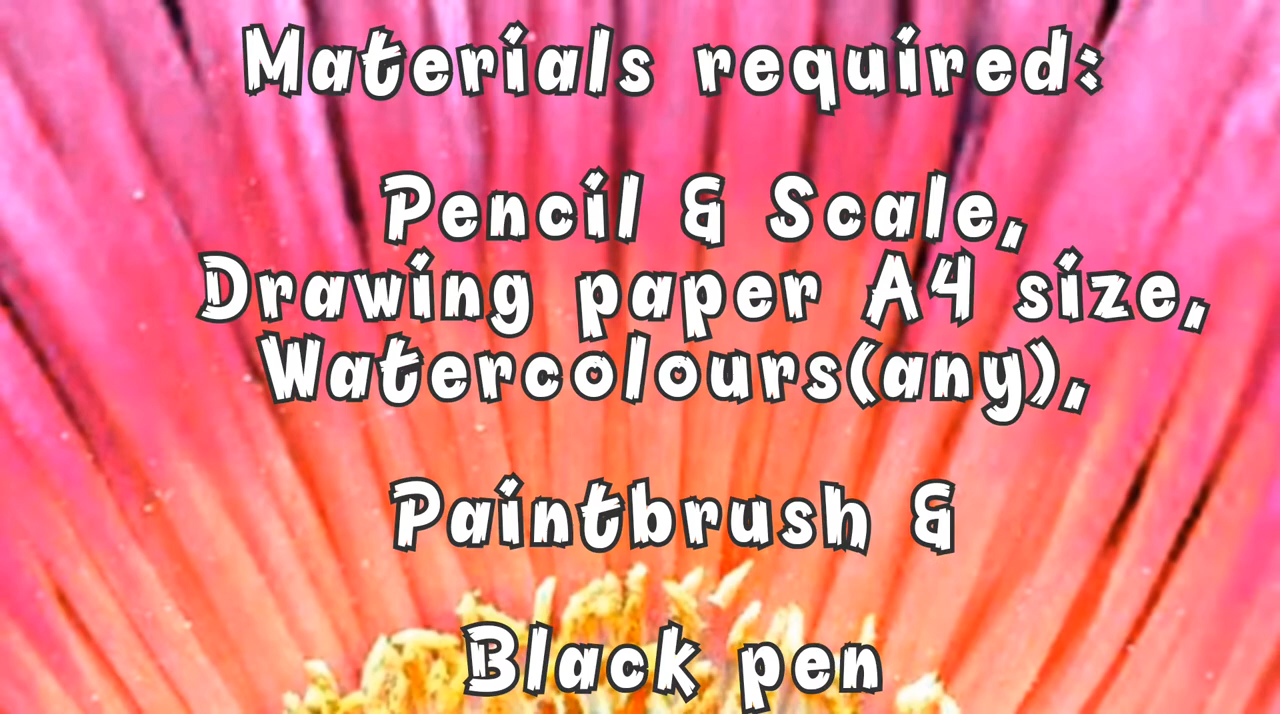 Materials required:
Pencil & Scale,
Drawing paper A4 size,
Watercolours(any),
Paintbrush &
Black pen